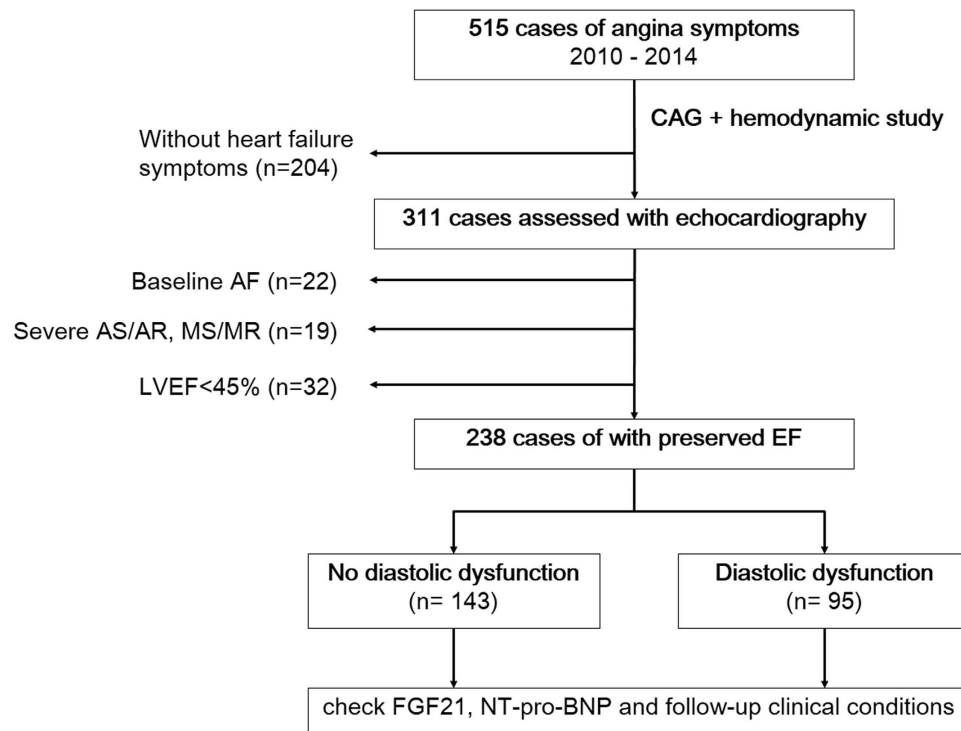 515 cases of angina symptoms
2010 - 2014
CAG + hemodynamic study
Without heart failure
symptoms (n=204)
311 cases assessed with echocardiography
Baseline AF (n=22)
Severe AS/AR, MS/MR (n=19)
LVEF<45% (n=32)
238 cases of with preserved EF
No diastolic dysfunction
(n= 143)
Diastolic dysfunction
(n= 95)
check FGF21, NT-pro-BNP and follow-up clinical conditions